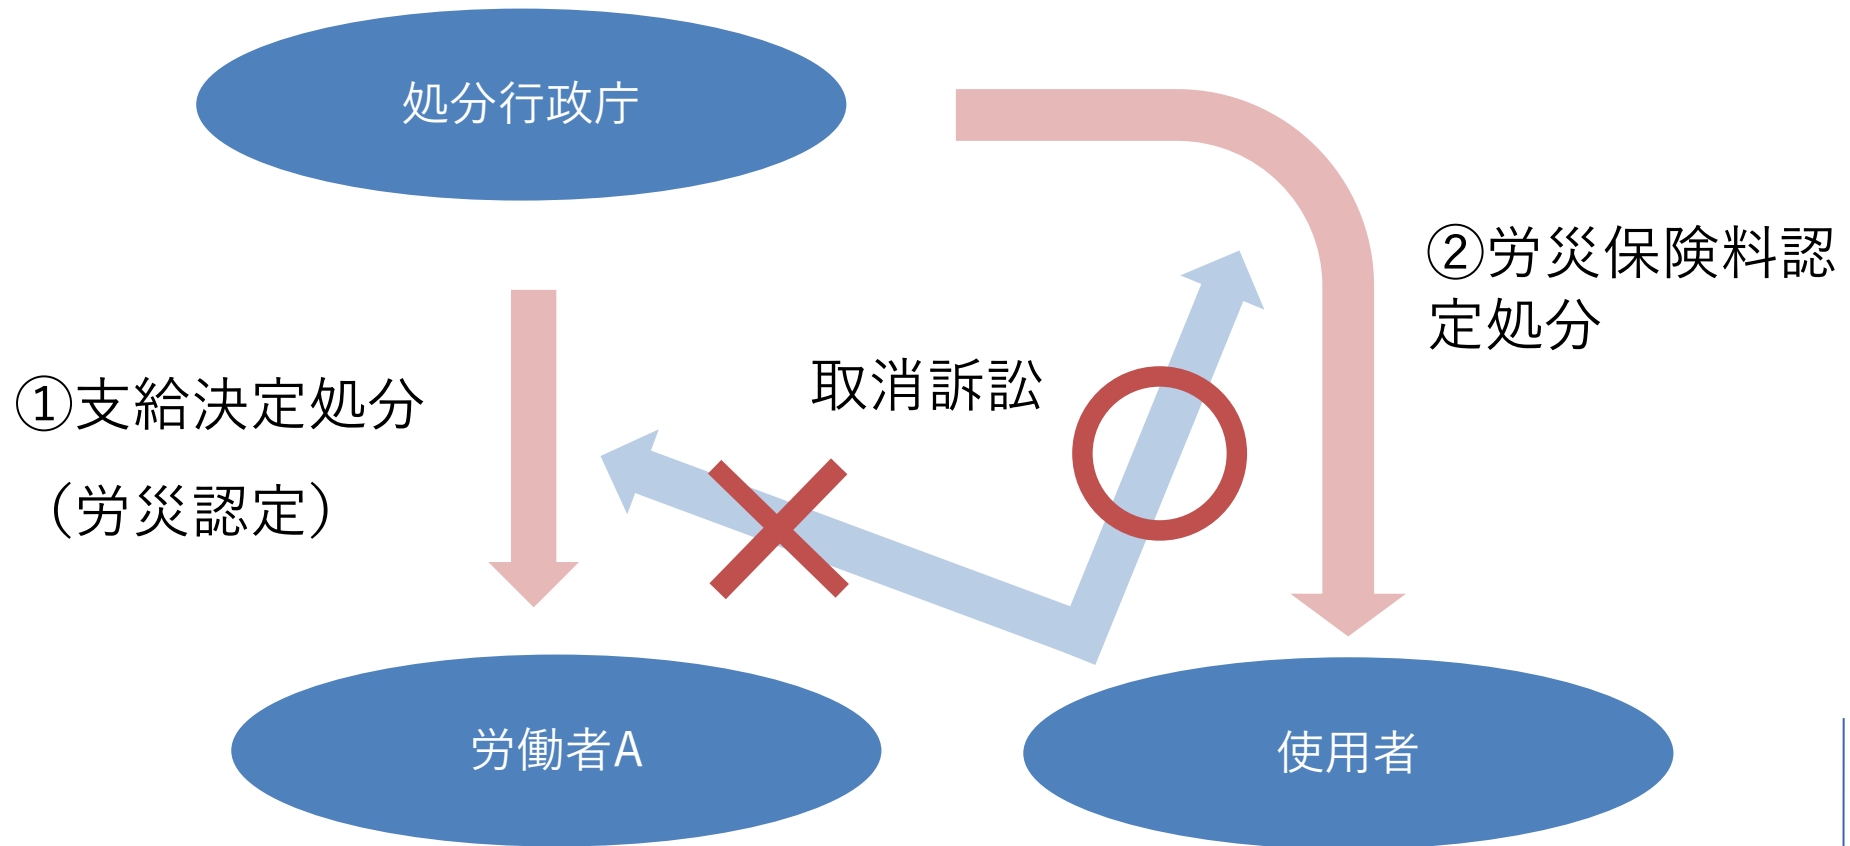 処分行政庁
②労災保険料認
定処分
取消訴訟
①支給決定処分
（労災認定）
労働者A
使用者